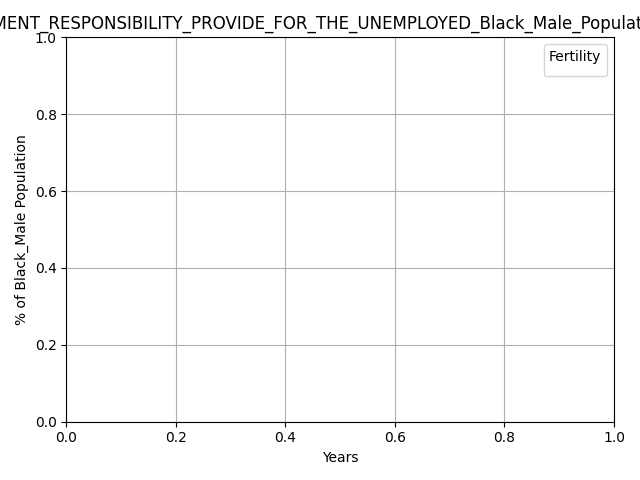 MENT_RESPONSIBILITY_PROVIDE_FOR_THE_UNEMPLOYED_Black_Male_Populat
Fertility
% of Black_Male Population
1.0
0.8
0.6
0.4
0.2
0.0
0.0 0.2 0.4 0.6 0.8 1.0
Years